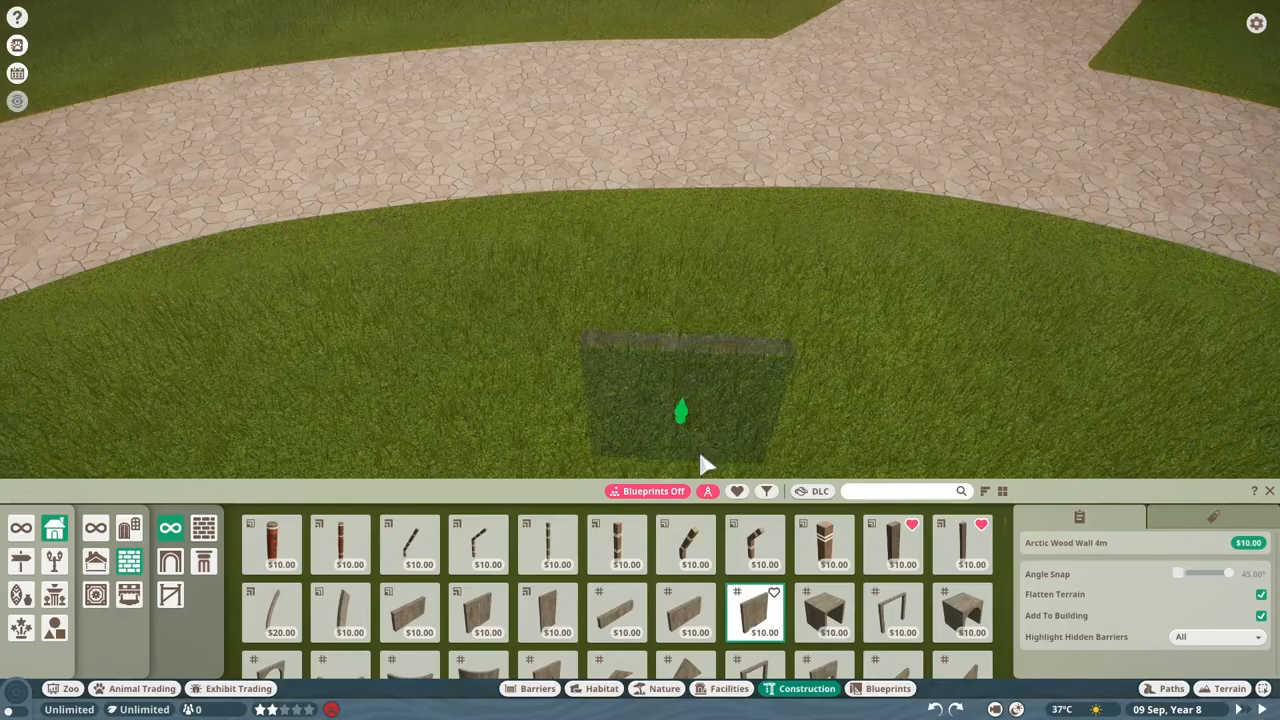 ?
Blueprints Off
DLC
? ×
$10.00 $10.00 $10.00 $10.00 $10.00 $10.00 $10.00 $10.00 $10.00 $10.00 $10.00
$20.00 $10.00 $10.00 $10.00 $10.00 $10.00 $10.00 $10.00 $10.00 $10.00 $10.00
Arctic Wood Wall 4m $10.00
Angle Snap 45.00°
Flatten Terrain
Add To Building
Highlight Hidden Barriers All
Zoo Animal Trading Exhibit Trading Barriers Habitat Nature Facilities Construction Blueprints Paths Terrain
Unlimited Unlimited 0 37°C 09 Sep, Year 8